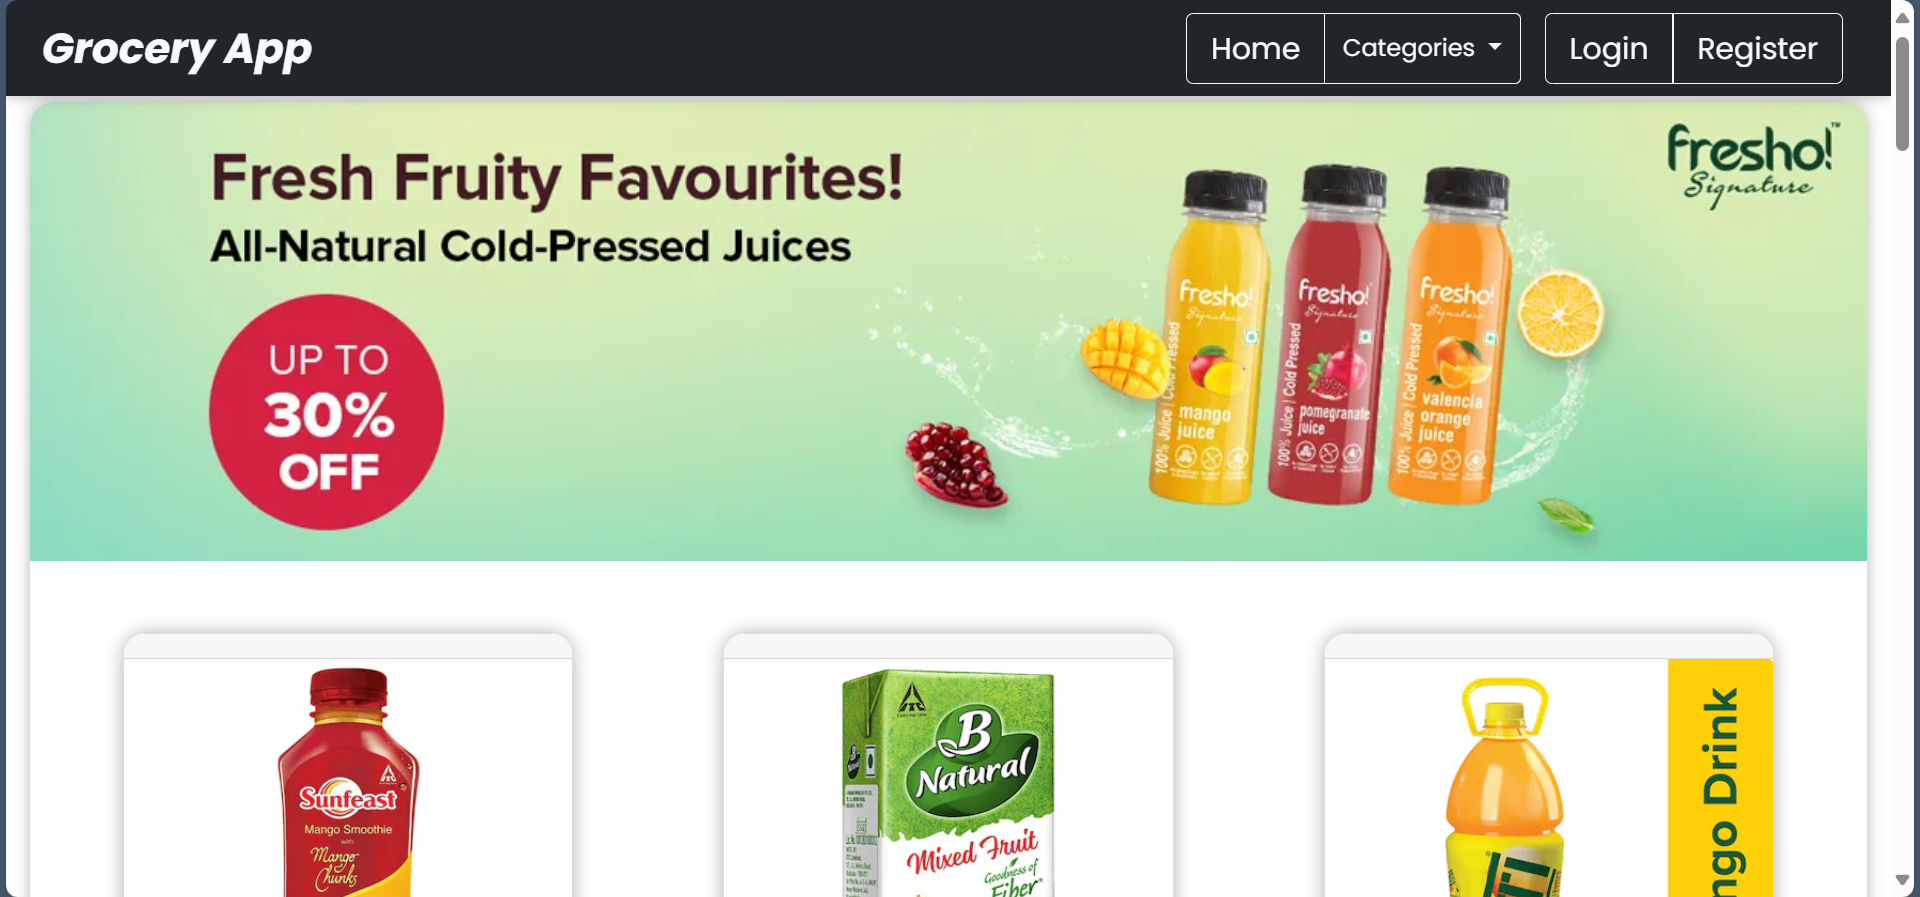 Grocery App
Home
Categories
Login
Register
Fresh Fruity Favourites!
All-Natural Cold-Pressed Juices
UP TO
30%
OFF
fresho!
Signature
TM
fresho!
Signature
100% Juice | Cold Pressed
mango
juice
fresho!
Signature
100% Juice | Cold Pressed
pomegranate
juice
fresho!
Signature
100% Juice | Cold Pressed
valencia
orange
juice
Sunfeast
Mango Smoothie
with
Mango
Chunks
B
Natural
Mixed Fruit
Goodness of
Fiber
ngo Drink